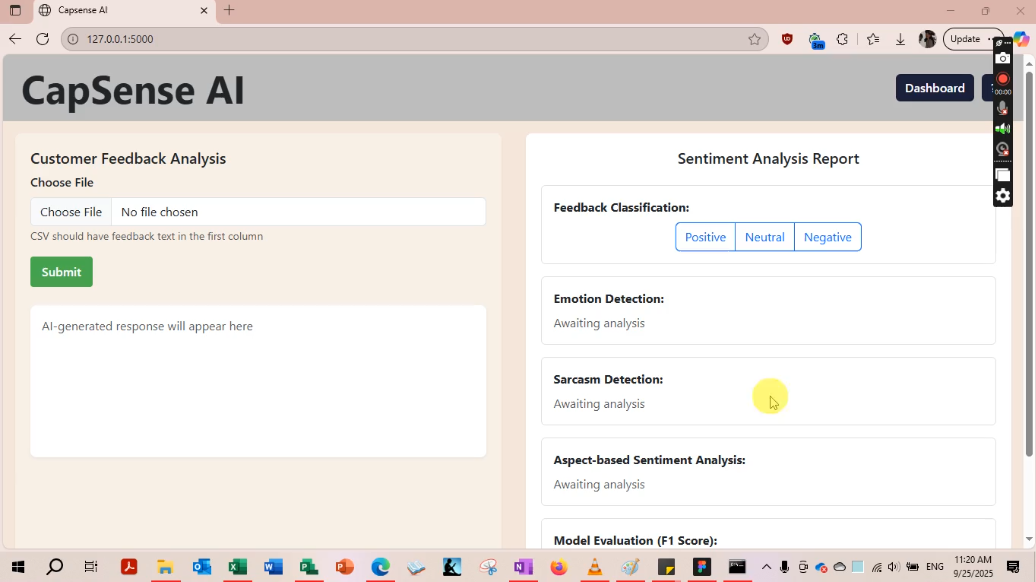 Capsense AI
127.0.0.1:5000
3m
Update
CapSense AI
Dashboard
00:00
Customer Feedback Analysis
Choose File
Choose File No file chosen
CSV should have feedback text in the first column
Submit
AI-generated response will appear here
Sentiment Analysis Report
Feedback Classification:
Positive Neutral Negative
Emotion Detection:
Awaiting analysis
Sarcasm Detection:
Awaiting analysis
Aspect-based Sentiment Analysis:
Awaiting analysis
Model Evaluation (F1 Score):
ENG
11:20 AM
9/25/2025